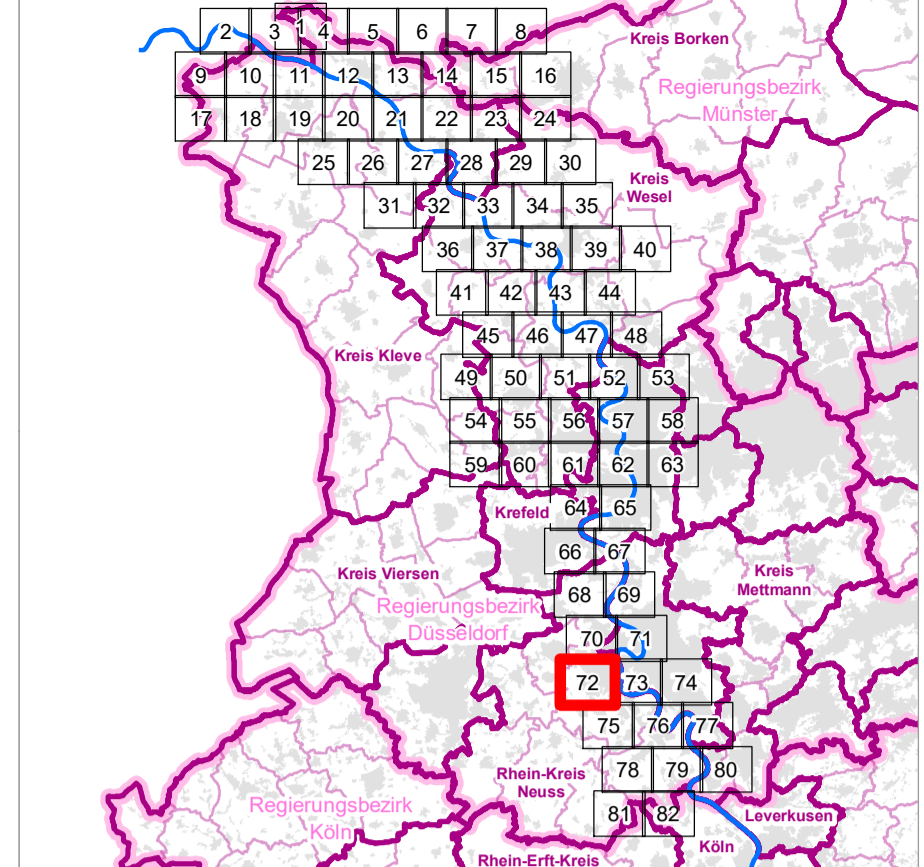 2 3 1 4 5 6 7 8
Kreis Borken
9 10 11 12 13 14 15 16
Regierungsbezirk
Münster
17 18 19 20 21 22 23 24
25 26 27 28 29 30
Kreis
Wesel
31 32 33 34 35
36 37 38 39 40
41 42 43 44
45 46 47 48
Kreis Kleve
49 50 51 52 53
54 55 56 57 58
59 60 61 62 63
Krefeld
64 65
66 67
Kreis Viersen
Kreis
Mettmann
68 69
Regierungsbezirk
Düsseldorf
70 71
72 73 74
75 76 77
78 79 80
Rhein-Kreis
Neuss
Regierungsbezirk
Köln
81 82
Leverkusen
Köln
Rhein-Erft-Kreis